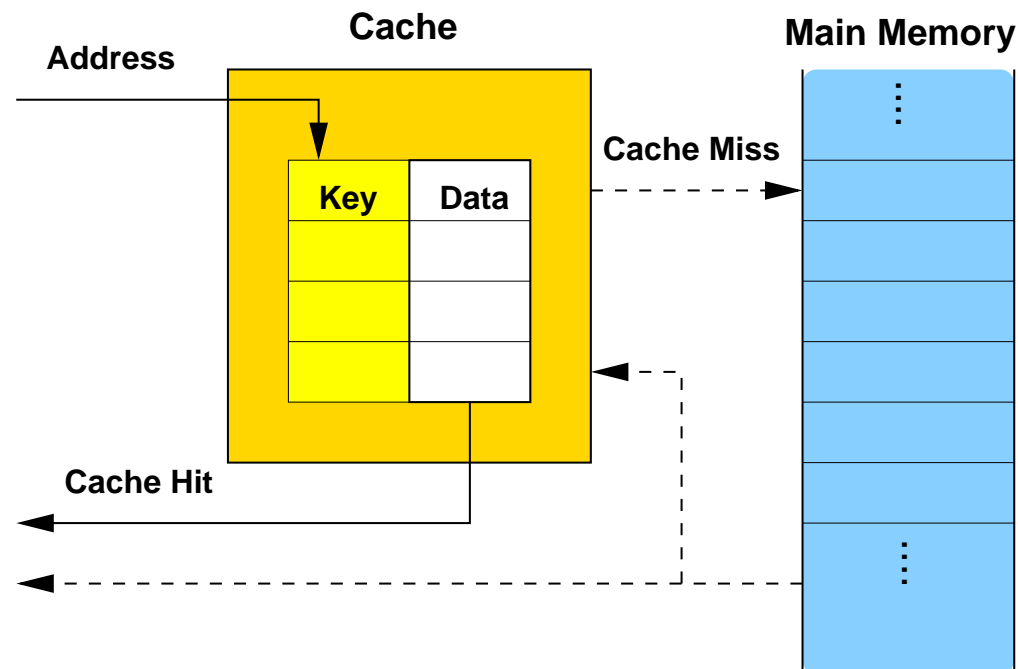 Cache
Main Memory
Address
Cache Miss
Key Data
Cache Hit